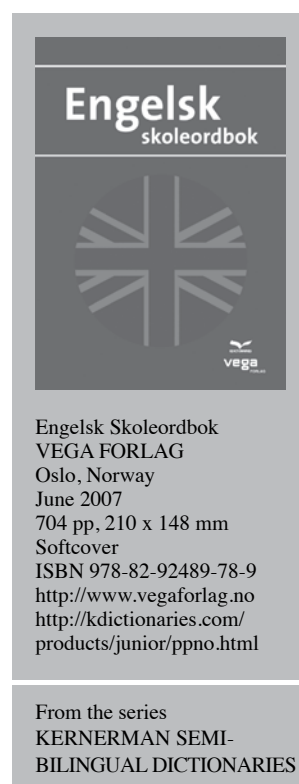 Engelsk
skoleordbok
vega
Engelsk Skoleordbok
VEGA FORLAG
Oslo, Norway
June 2007
704 pp, 210 x 148 mm
Softcover
ISBN 978-82-92489-78-9
http://www.vegaforlag.no
http://kdictionaries.com/
products/junior/ppno.html
From the series
KERNERMAN SEMI-
BILINGUAL DICTIONARIES